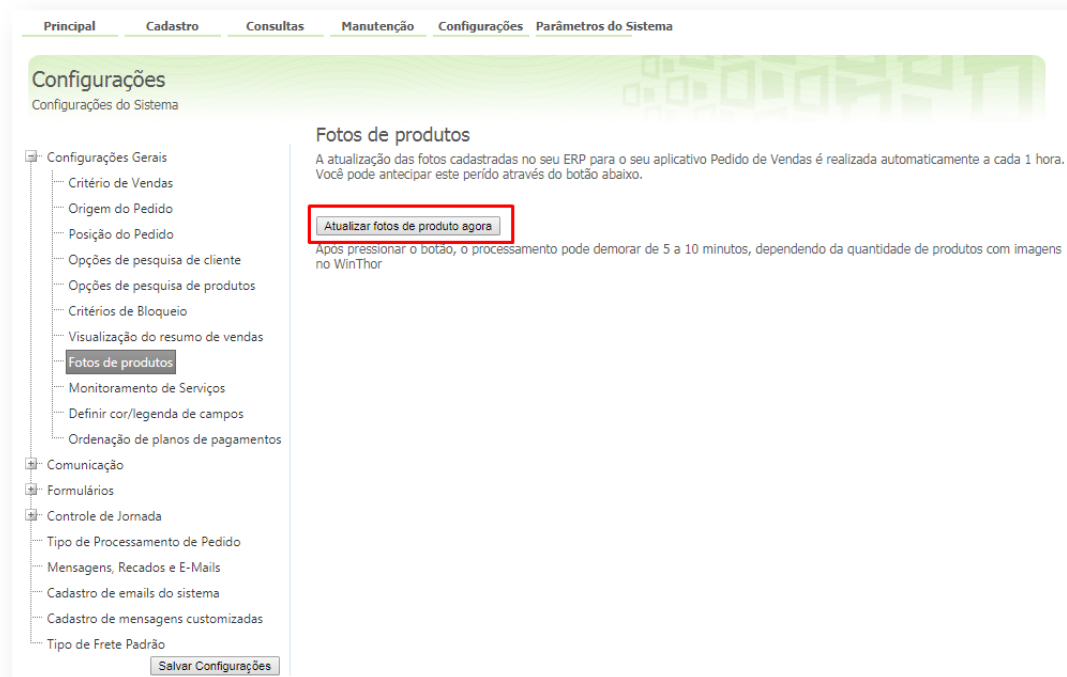 Principal Cadastro Consultas Manutenção Configurações Parâmetros do Sistema
Configurações
Configurações do Sistema
Configurações Gerais
Critério de Vendas
Origem do Pedido
Posição do Pedido
Opções de pesquisa de cliente
Opções de pesquisa de produtos
Critérios de Bloqueio
Visualização do resumo de vendas
Fotos de produtos
Monitoramento de Serviços
Definir cor/legenda de campos
Ordenação de planos de pagamentos
Comunicação
Formulários
Controle de Jornada
Tipo de Processamento de Pedido
Mensagens, Recados e E-Mails
Cadastro de emails do sistema
Cadastro de mensagens customizadas
Tipo de Frete Padrão
Salvar Configurações
Fotos de produtos
A atualização das fotos cadastradas no seu ERP para o seu aplicativo Pedido de Vendas é realizada automaticamente a cada 1 hora.
Você pode antecipar este perído através do botão abaixo.
Atualizar fotos de produto agora
Após pressionar o botão, o processamento pode demorar de 5 a 10 minutos, dependendo da quantidade de produtos com imagens
no WinThor